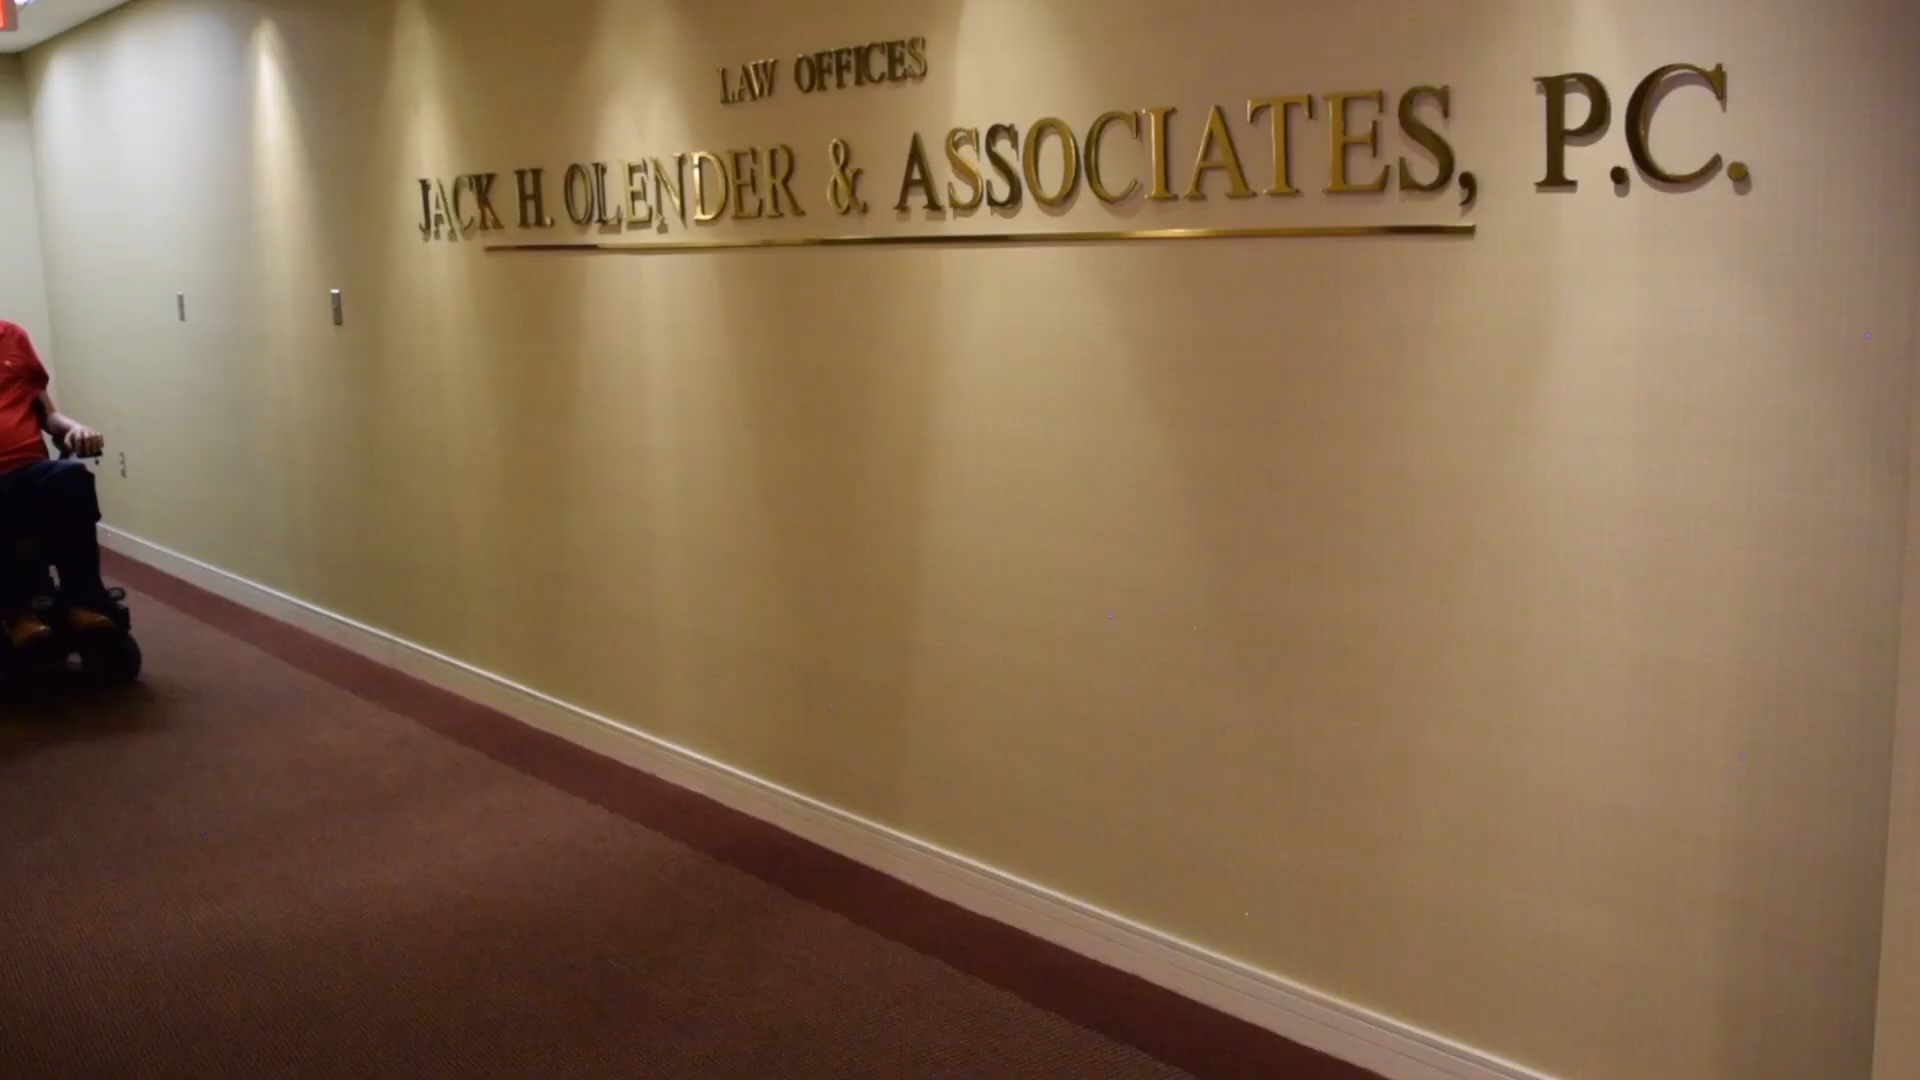 LAW OFFICES
JACK H. OLENDER & ASSOCIATES, P.C.